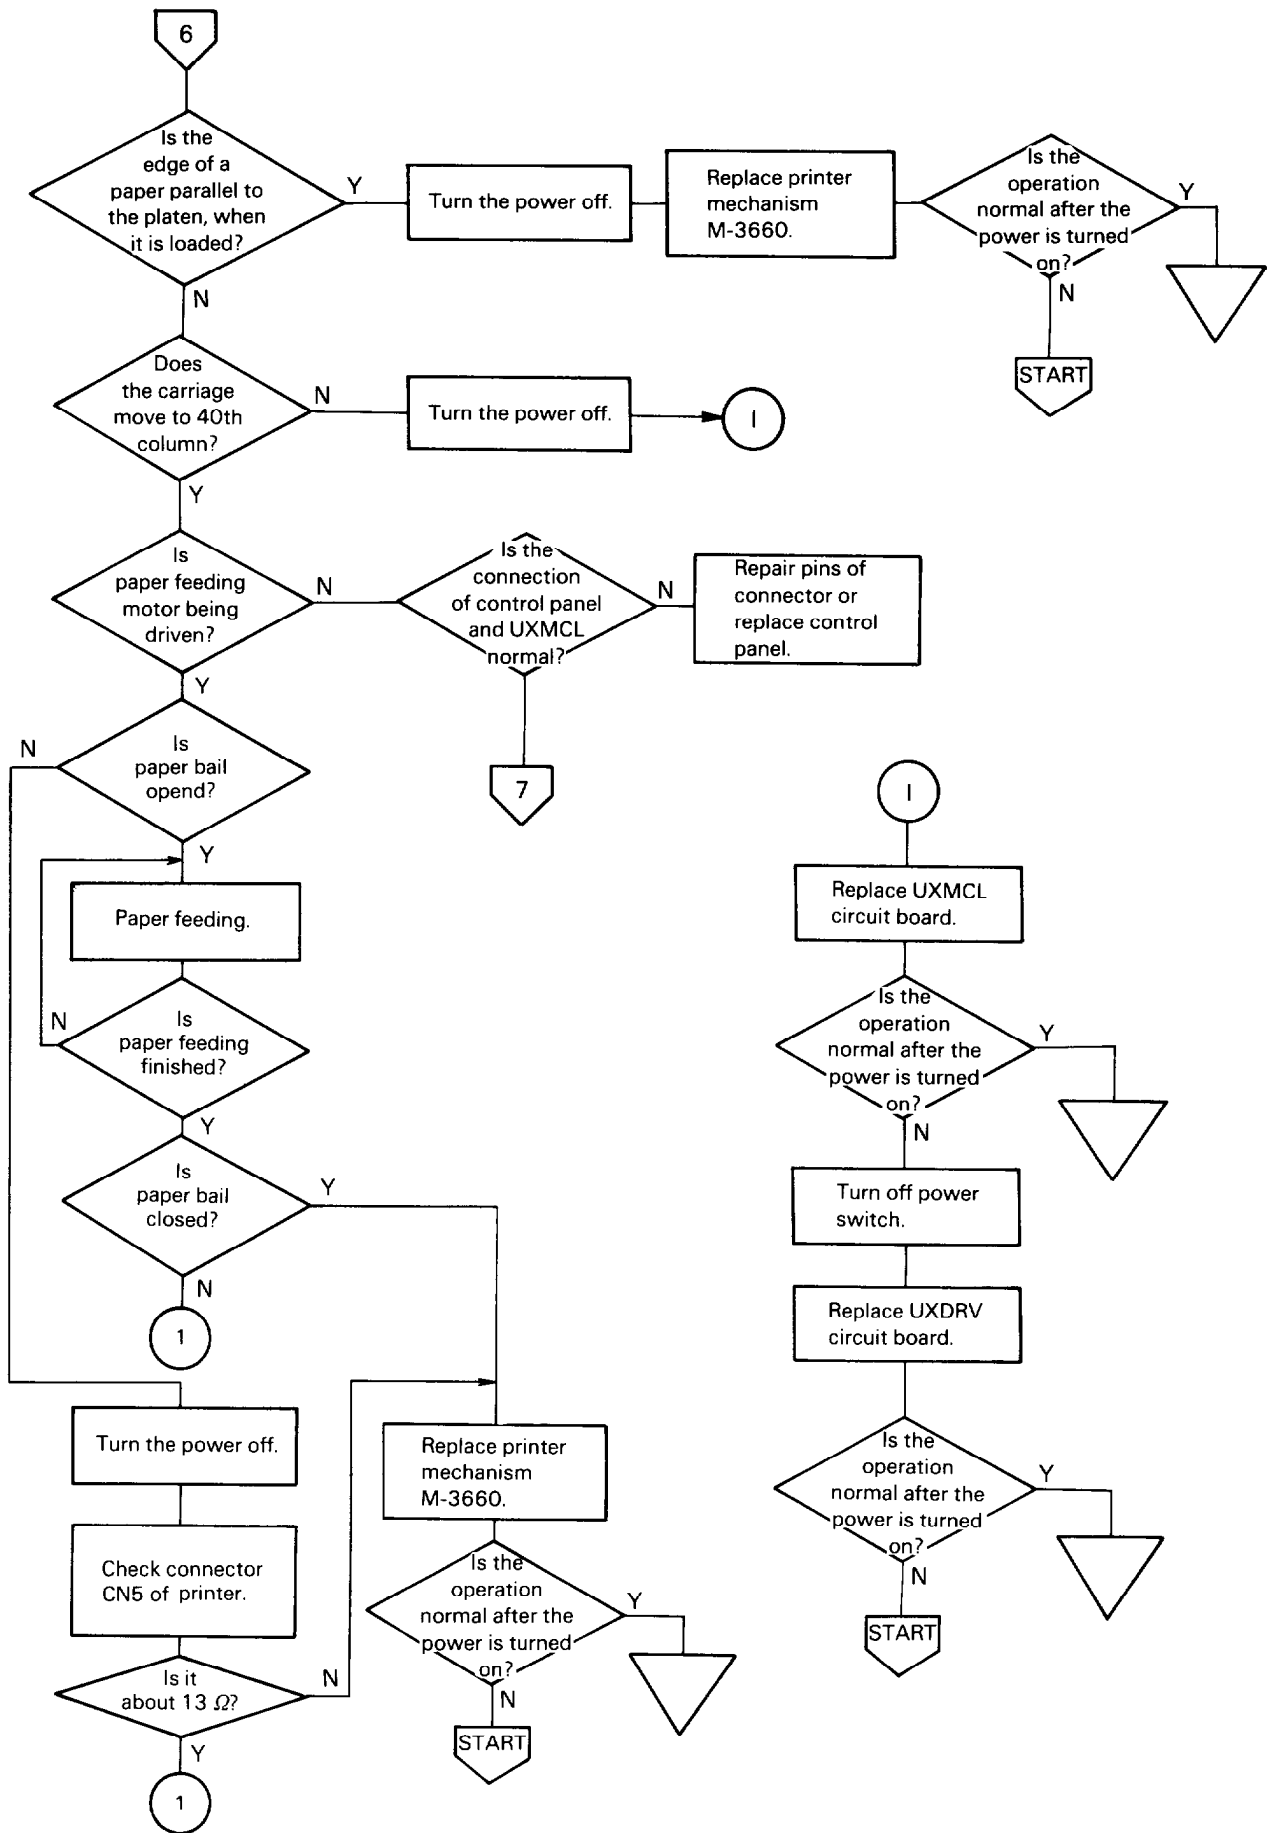 6
Is the
edge of a
paper parallel to
the platen, when
it is loaded?
Y
Turn the power off.
Replace printer
mechanism
M-3660.
Is the
operation
normal after the
power is turned
on?
Y
N
START
N
Does
the carriage
move to 40th
column?
N
Turn the power off.
I
Y
Is
paper feeding
motor being
driven?
N
Is the
connection
of control panel
and UXMCL
normal?
N
Repair pins of
connector or
replace control
panel.
7
Y
Is
paper bail
opend?
N
Y
Paper feeding.
Is
paper feeding
finished?
N
Y
Is
paper bail
closed?
Y
N
1
Turn the power off.
Check connector
CN5 of printer.
Is it
about 13 Ω?
N
Y
1
Replace printer
mechanism
M-3660.
Is the
operation
normal after the
power is turned
on?
Y
N
START
I
Replace UXMCL
circuit board.
Is the
operation
normal after the
power is turned
on?
Y
N
Turn off power
switch.
Replace UXDRV
circuit board.
Is the
operation
normal after the
power is turned
on?
Y
N
START